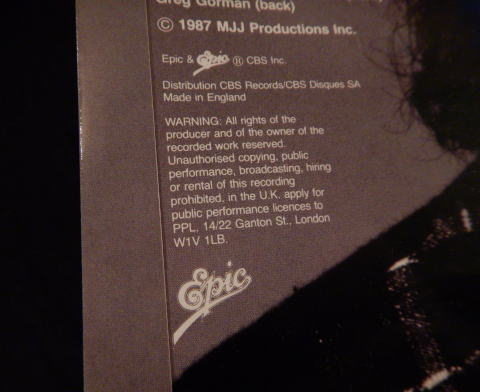 Greg Gorman (back)
© 1987 MJJ Productions Inc.
Epic & Epic ® CBS Inc.
Distribution CBS Records/CBS Disques SA
Made in England
WARNING: All rights of the
producer and of the owner of the
recorded work reserved.
Unauthorised copying, public
performance, broadcasting, hiring
or rental of this recording
prohibited, in the U.K. apply for
public performance licences to
PPL, 14/22 Ganton St., London
W1V 1LB.
Epic